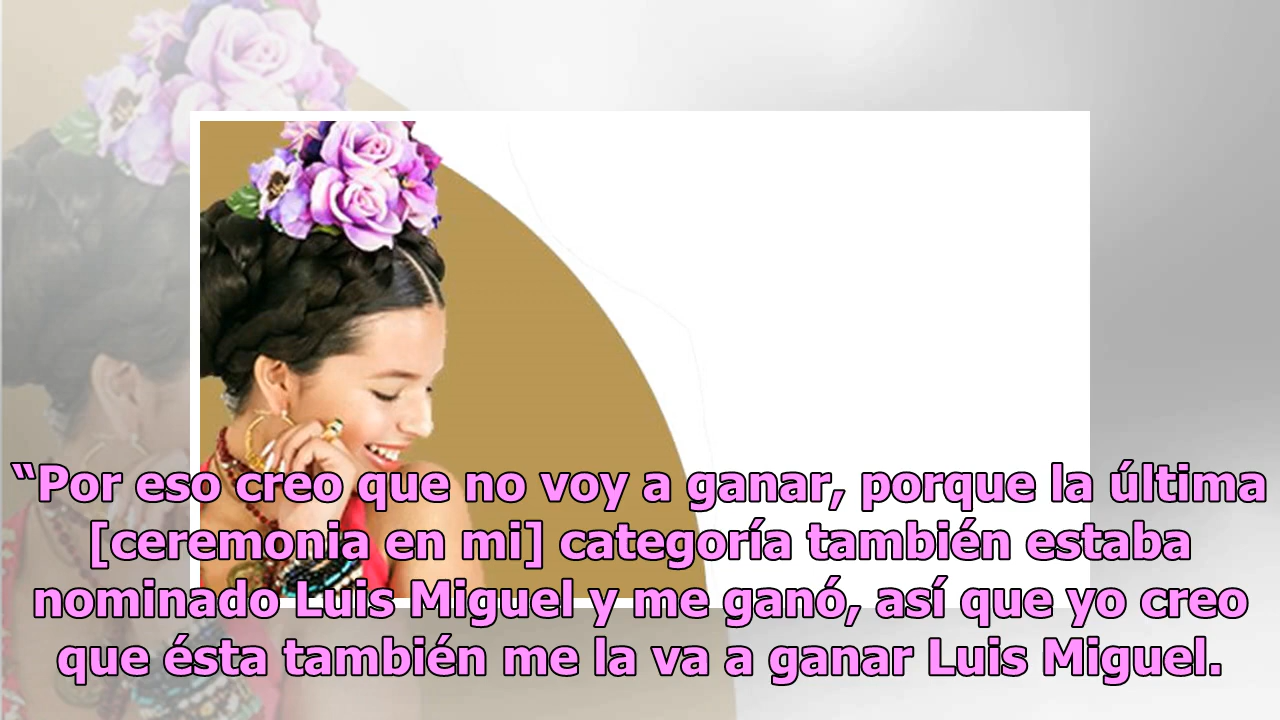 “Por eso creo que no voy a ganar, porque la última
[ceremonia en mi] categoría también estaba
nominado Luis Miguel y me ganó, así que yo creo
que ésta también me la va a ganar Luis Miguel.